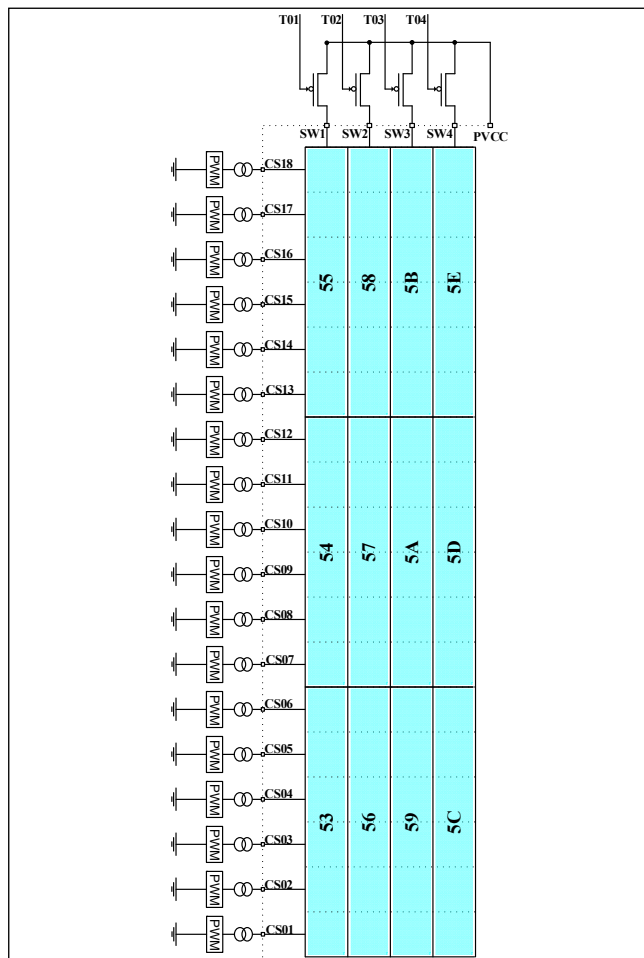 T01 T02 T03 T04
SW1 SW2 SW3 SW4 PVCC
PWM CS18
PWM CS17
PWM CS16
PWM CS15
55 58 5B 5E
PWM CS14
PWM CS13
PWM CS12
PWM CS11
PWM CS10
54 57 5A 5D
PWM CS09
PWM CS08
PWM CS07
PWM CS06
PWM CS05
PWM CS04
53 56 59 5C
PWM CS03
PWM CS02
PWM CS01